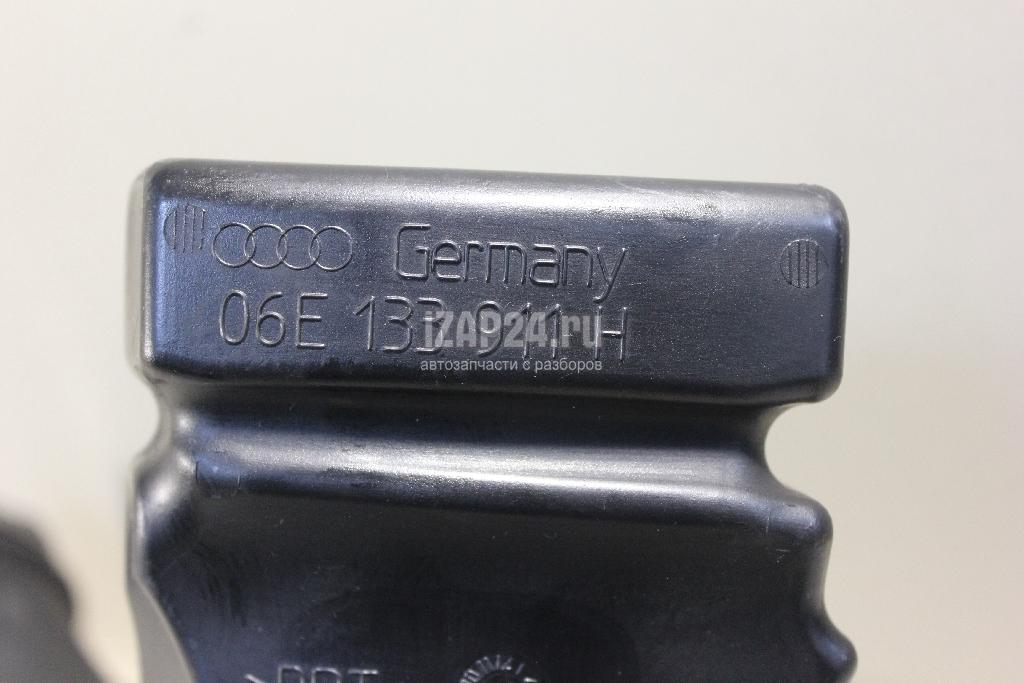 Germany
06E 133 911 H
iZAP24.ru
автозапчасти с разборов